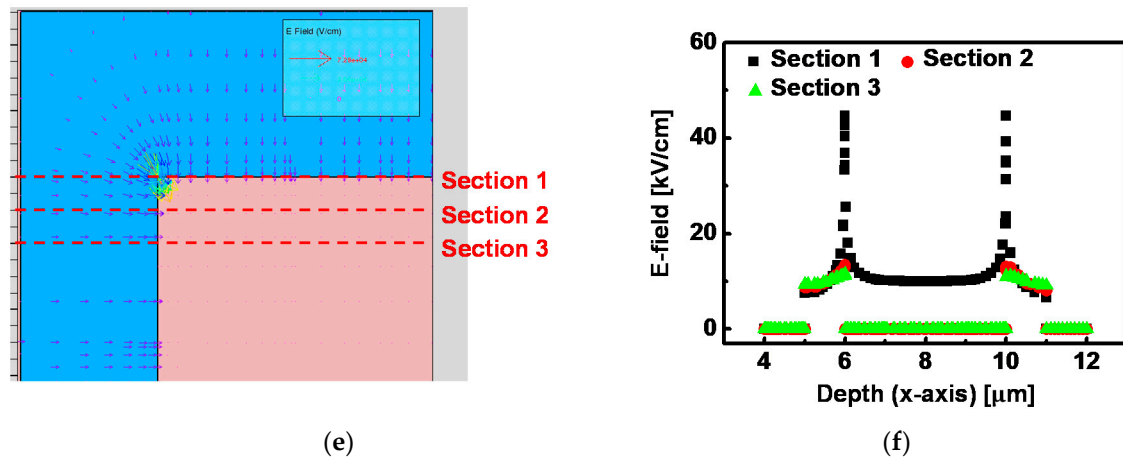 E Field (V/cm)
Section 1
Section 2
Section 3
(e)
Section 1
Section 2
Section 3
60
40
20
0
E-field [kV/cm]
4
6
8
10
12
Depth (x-axis) [μm]
(f)